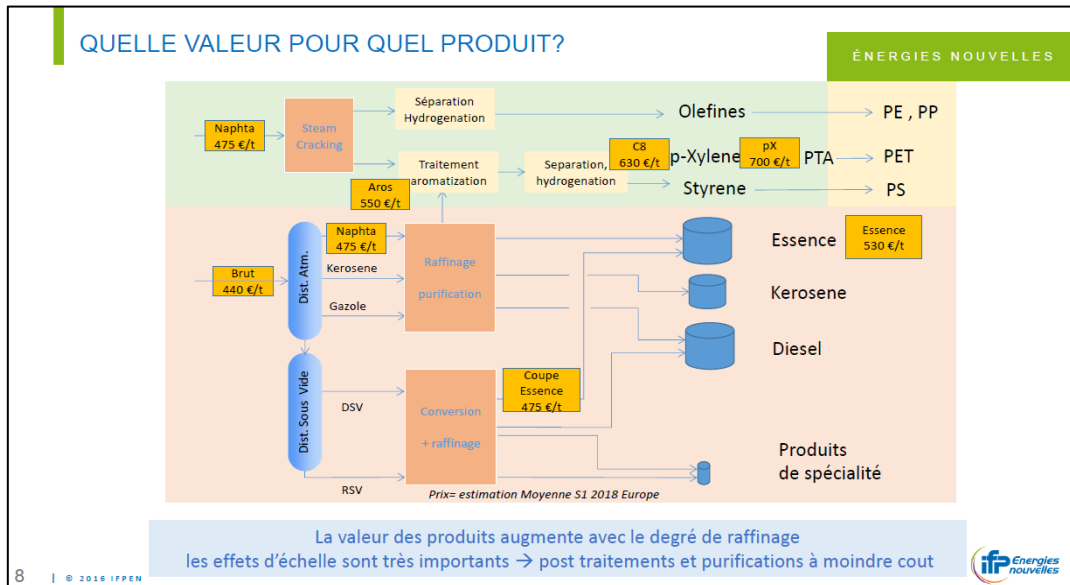 QUELLE VALEUR POUR QUEL PRODUIT?
ÉNERGIES NOUVELLES
Séparation
Hydrogenation
Olefines
PE , PP
Naphta
475 €/t
Steam
Cracking
C8
630 €/t
p-Xylene
pX
700 €/t
PTA
PET
Traitement
aromatization
Separation,
hydrogenation
Styrene
PS
Aros
550 €/t
Naphta
475 €/t
Essence
Essence
530 €/t
Brut
440 €/t
Dist. Atm.
Kerosene
Raffinage
purification
Kerosene
Gazole
Diesel
Dist. Sous Vide
Coupe
Essence
475 €/t
DSV
Conversion
+ raffinage
Produits
de spécialité
RSV
Prix= estimation Moyenne S1 2018 Europe
La valeur des produits augmente avec le degré de raffinage
les effets d'échelle sont très importants → post traitements et purifications à moindre cout
8 | © 2016 IFPEN
ifp Energies
nouvelles